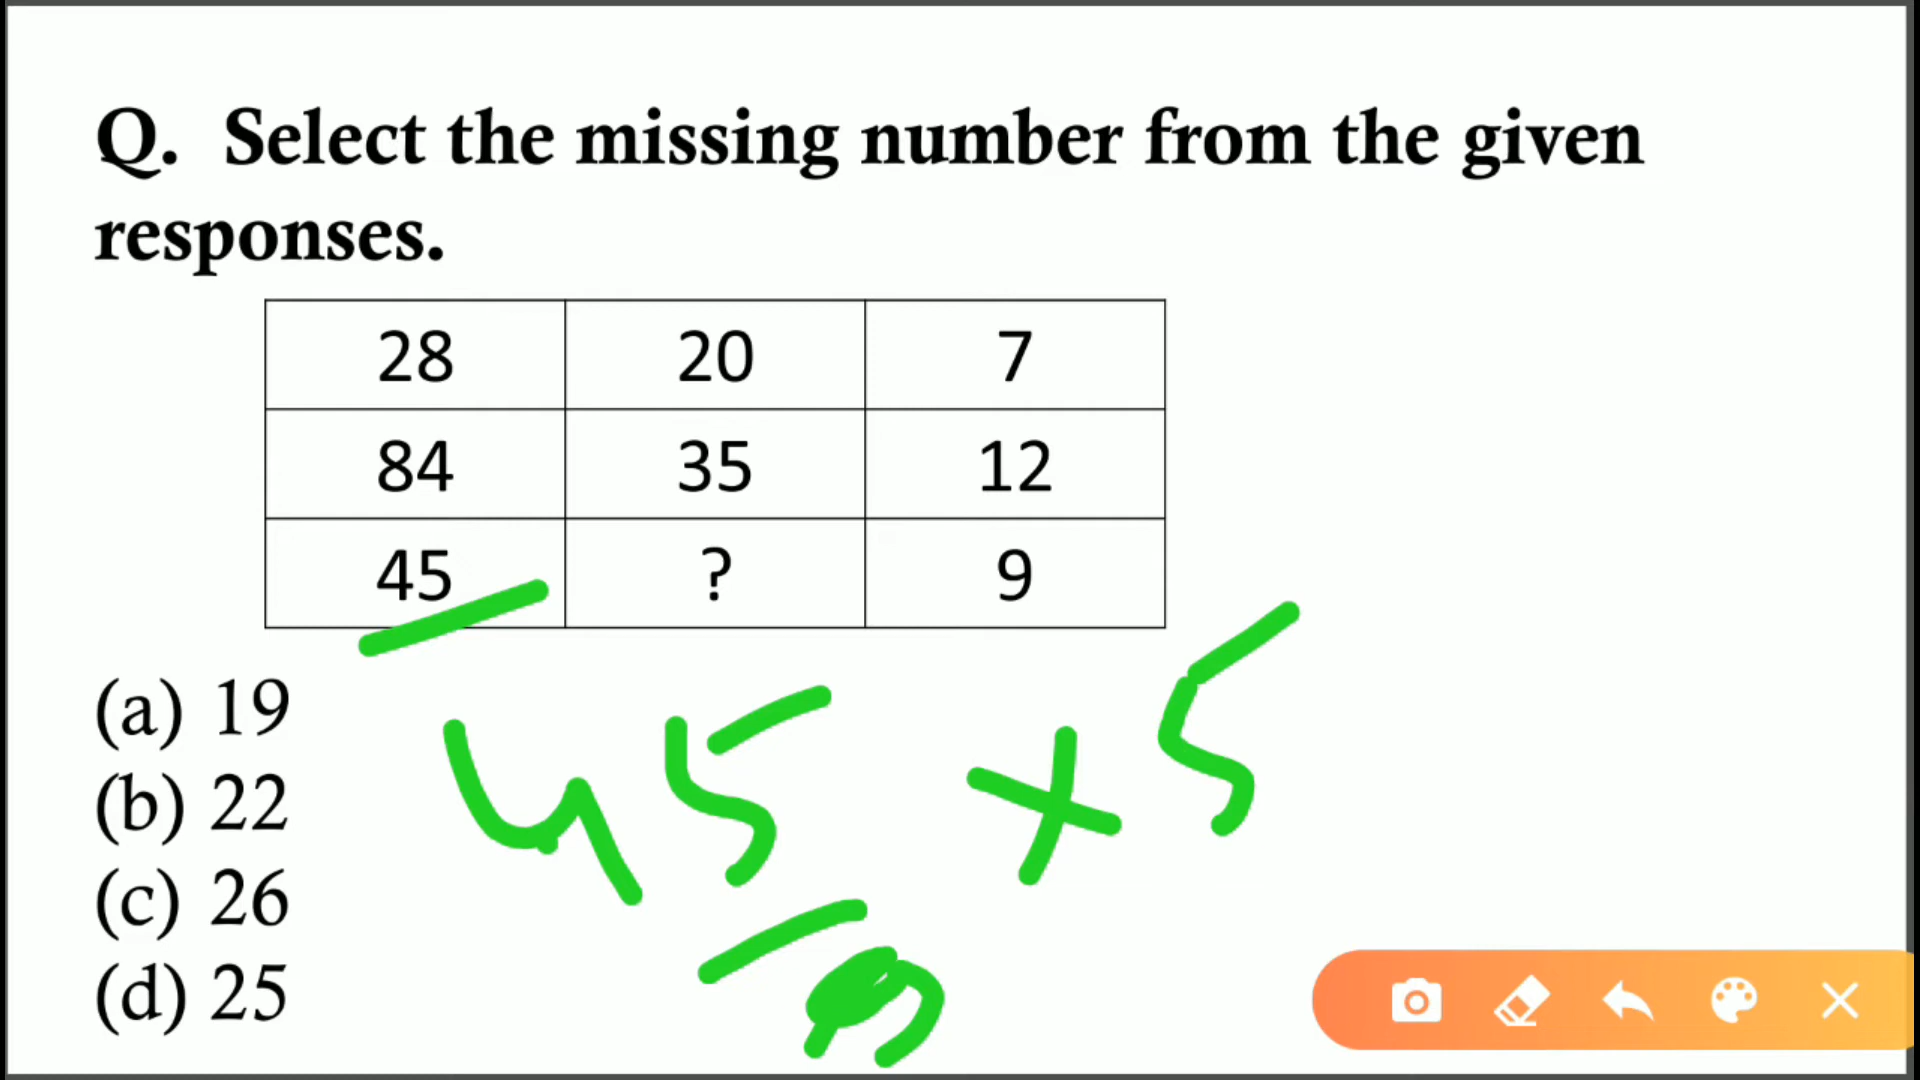 Q. Select the missing number from the given
responses.
28 20 7
84 35 12
45 ? 9
(a) 19
(b) 22
(c) 26
(d) 25
45 × 5
9